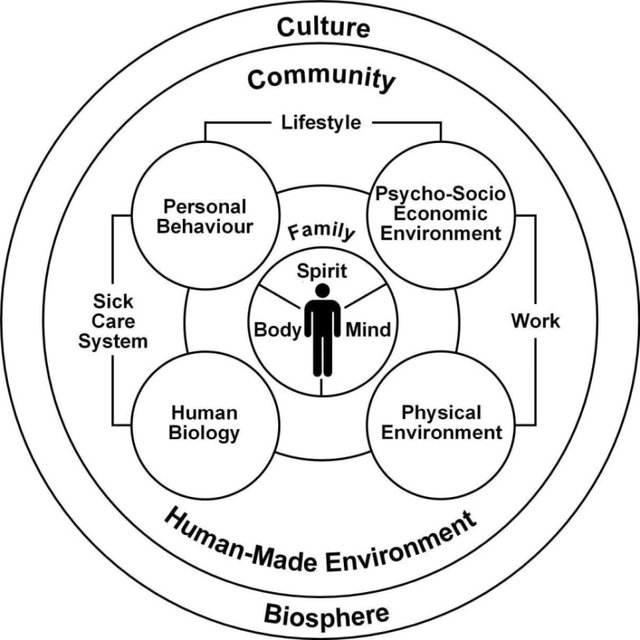 Culture
Community
Lifestyle
Personal
Behaviour
Psycho-Socio
Economic
Environment
Family
Spirit
Body
Mind
Sick
Care
System
Work
Human
Biology
Physical
Environment
Human-Made Environment
Biosphere